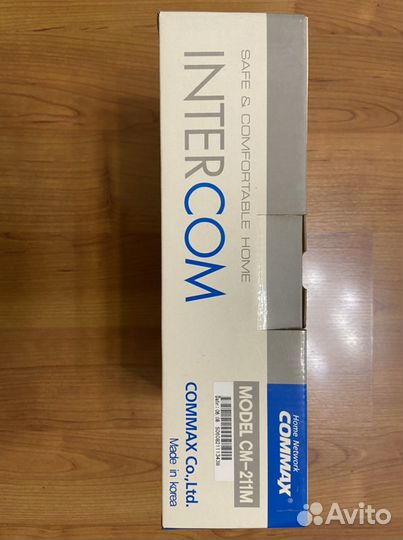 SAFE & COMFORTABLE HOME
INTERCOM
Home Network
COMMAX®
MODEL CM-211M
COMMAX Co.,Ltd.
Made in korea
Avito